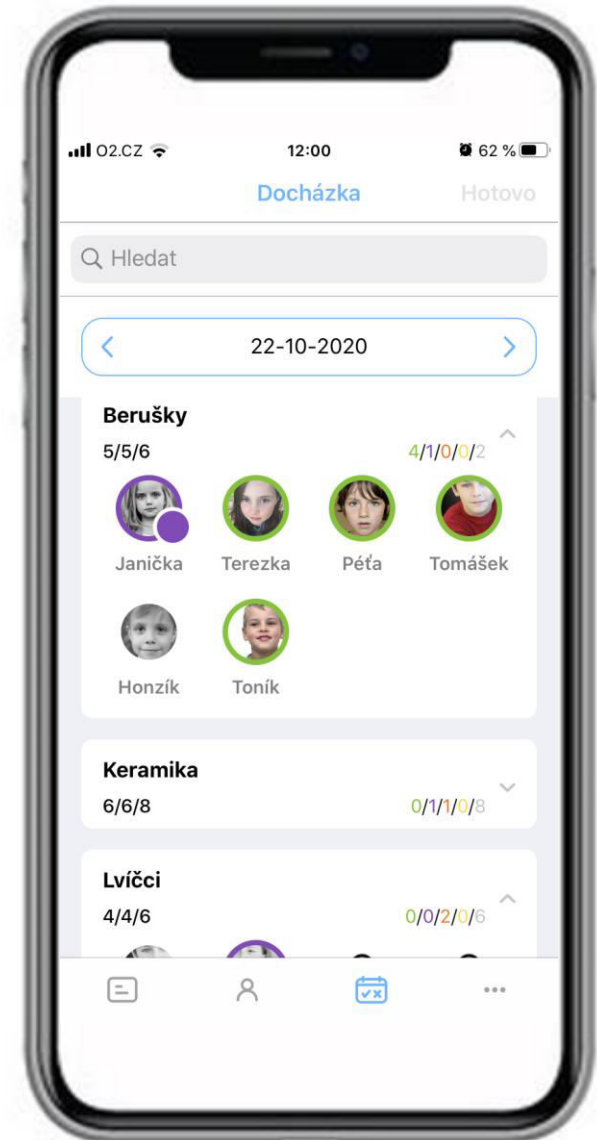 O2.CZ 12:00 62 %
Docházka Hotovo
Hledat
22-10-2020
Berušky
5/5/6 4/1/0/0/2
Janička Terezka Péťa Tomášek
Honzík Toník
Keramika
6/6/8 0/1/1/0/8
Lvíčci
4/4/6 0/0/2/0/6